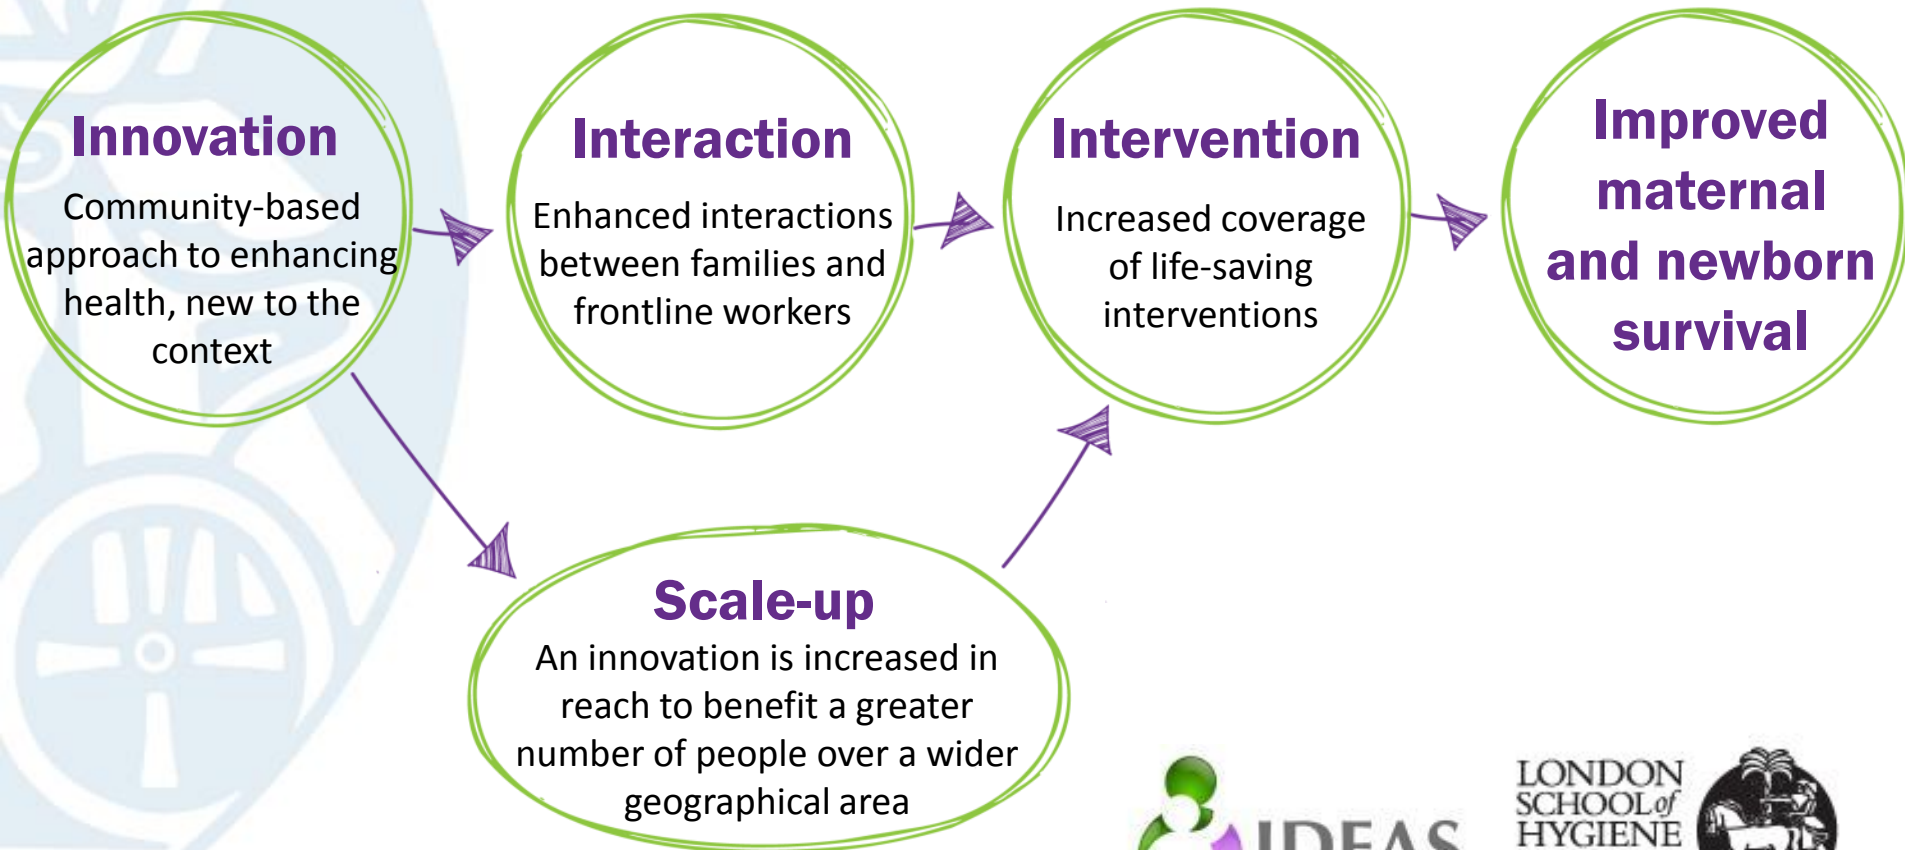 Innovation
Community-based
approach to enhancing
health, new to the
context
Interaction
Enhanced interactions
between families and
frontline workers
Intervention
Increased coverage
of life-saving
interventions
Improved
maternal
and newborn
survival
Scale-up
An innovation is increased in
reach to benefit a greater
number of people over a wider
geographical area
IDEAS
LONDON
SCHOOL of
HYGIENE